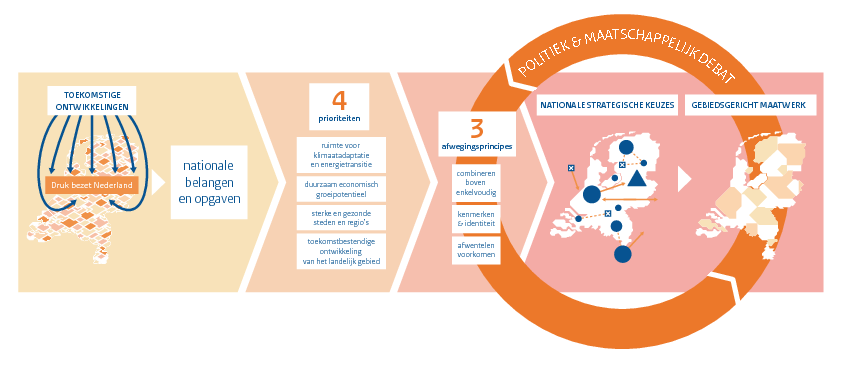 TOEKOMSTIGE
ONTWIKKELINGEN
Druk bezet Nederland
nationale
belangen
en opgaven
4
prioriteiten
ruimte voor
klimaatadaptatie
en energietransitie
duurzaam economisch
groeipotentieel
sterke en gezonde
steden en regio's
toekomstbestendige
ontwikkeling
van het landelijk gebied
3
afwegingsprincipes
combineren
boven
enkelvoudig
kenmerken
& identiteit
afwentelen
voorkomen
POLITIEK & MAATSCHAPPELIJK DEBAT
NATIONALE STRATEGISCHE KEUZES
GEBIEDSGERICHT MAATWERK